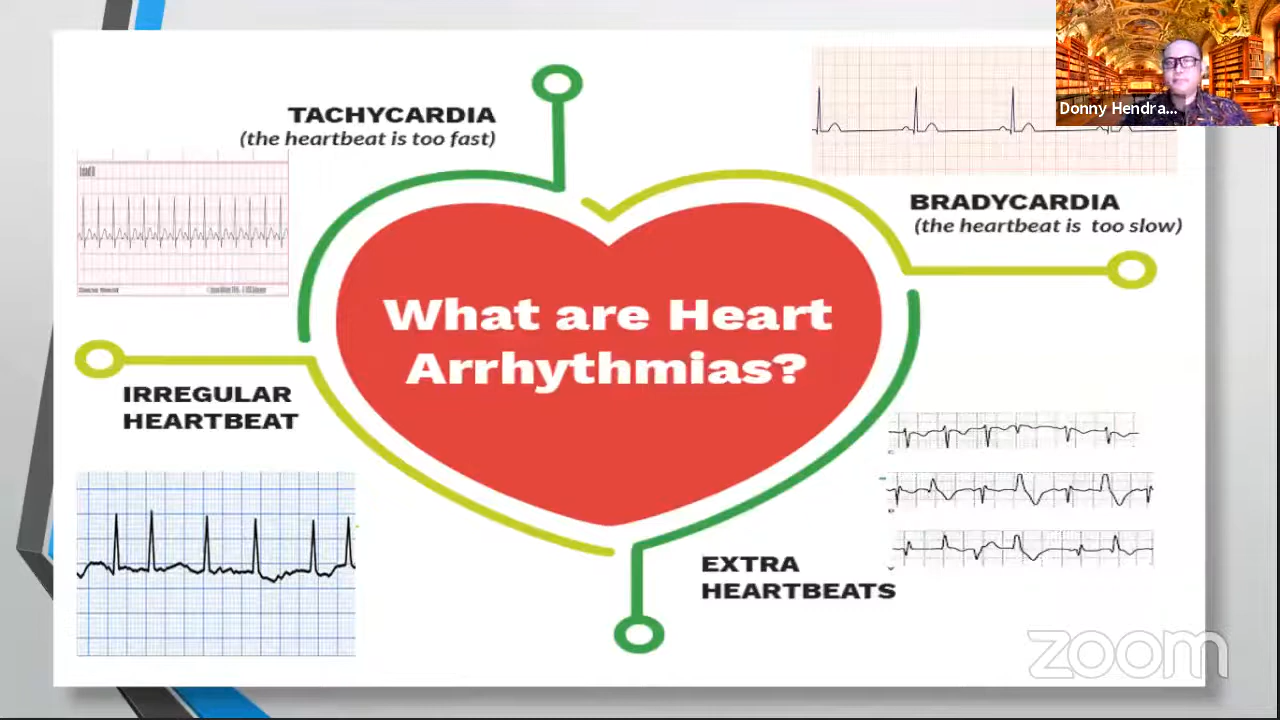 Donny Hendra...
TACHYCARDIA
(the heartbeat is too fast)
BRADYCARDIA
(the heartbeat is too slow)
What are Heart
Arrhythmias?
IRREGULAR
HEARTBEAT
EXTRA
HEARTBEATS
zoom